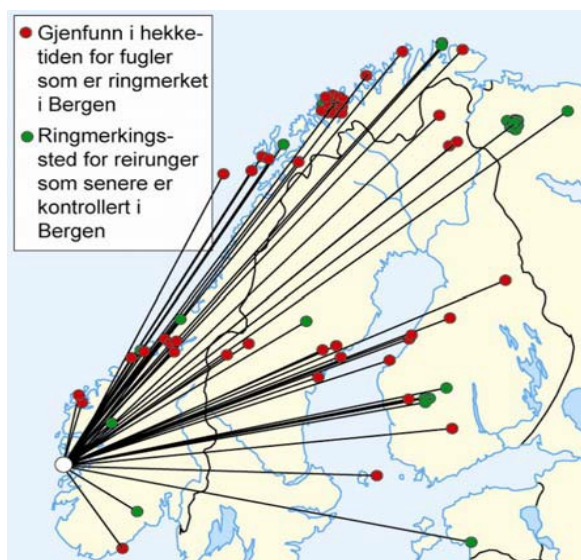 Gjenfunn i hekke-
tiden for fugler
som er ringmerket
i Bergen
Ringmerkings-
sted for reirunger
som senere er
kontrollert i
Bergen